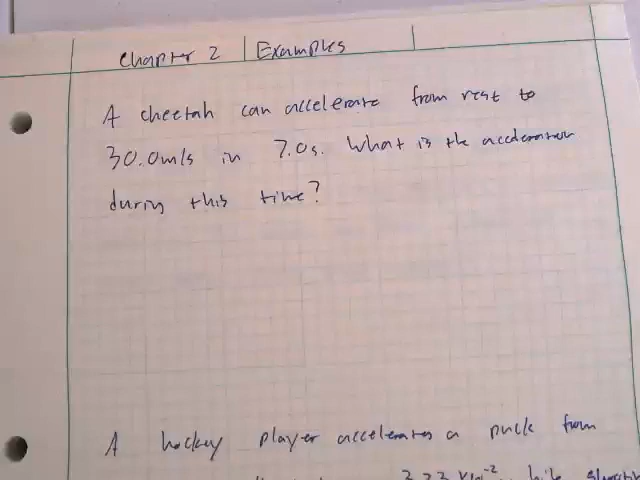 Chapter 2 Examples
A cheetah can accelerate from rest to
30.0m/s in 7.0s. What is the acceleration
during this time?
A hockey player accelerates a puck from